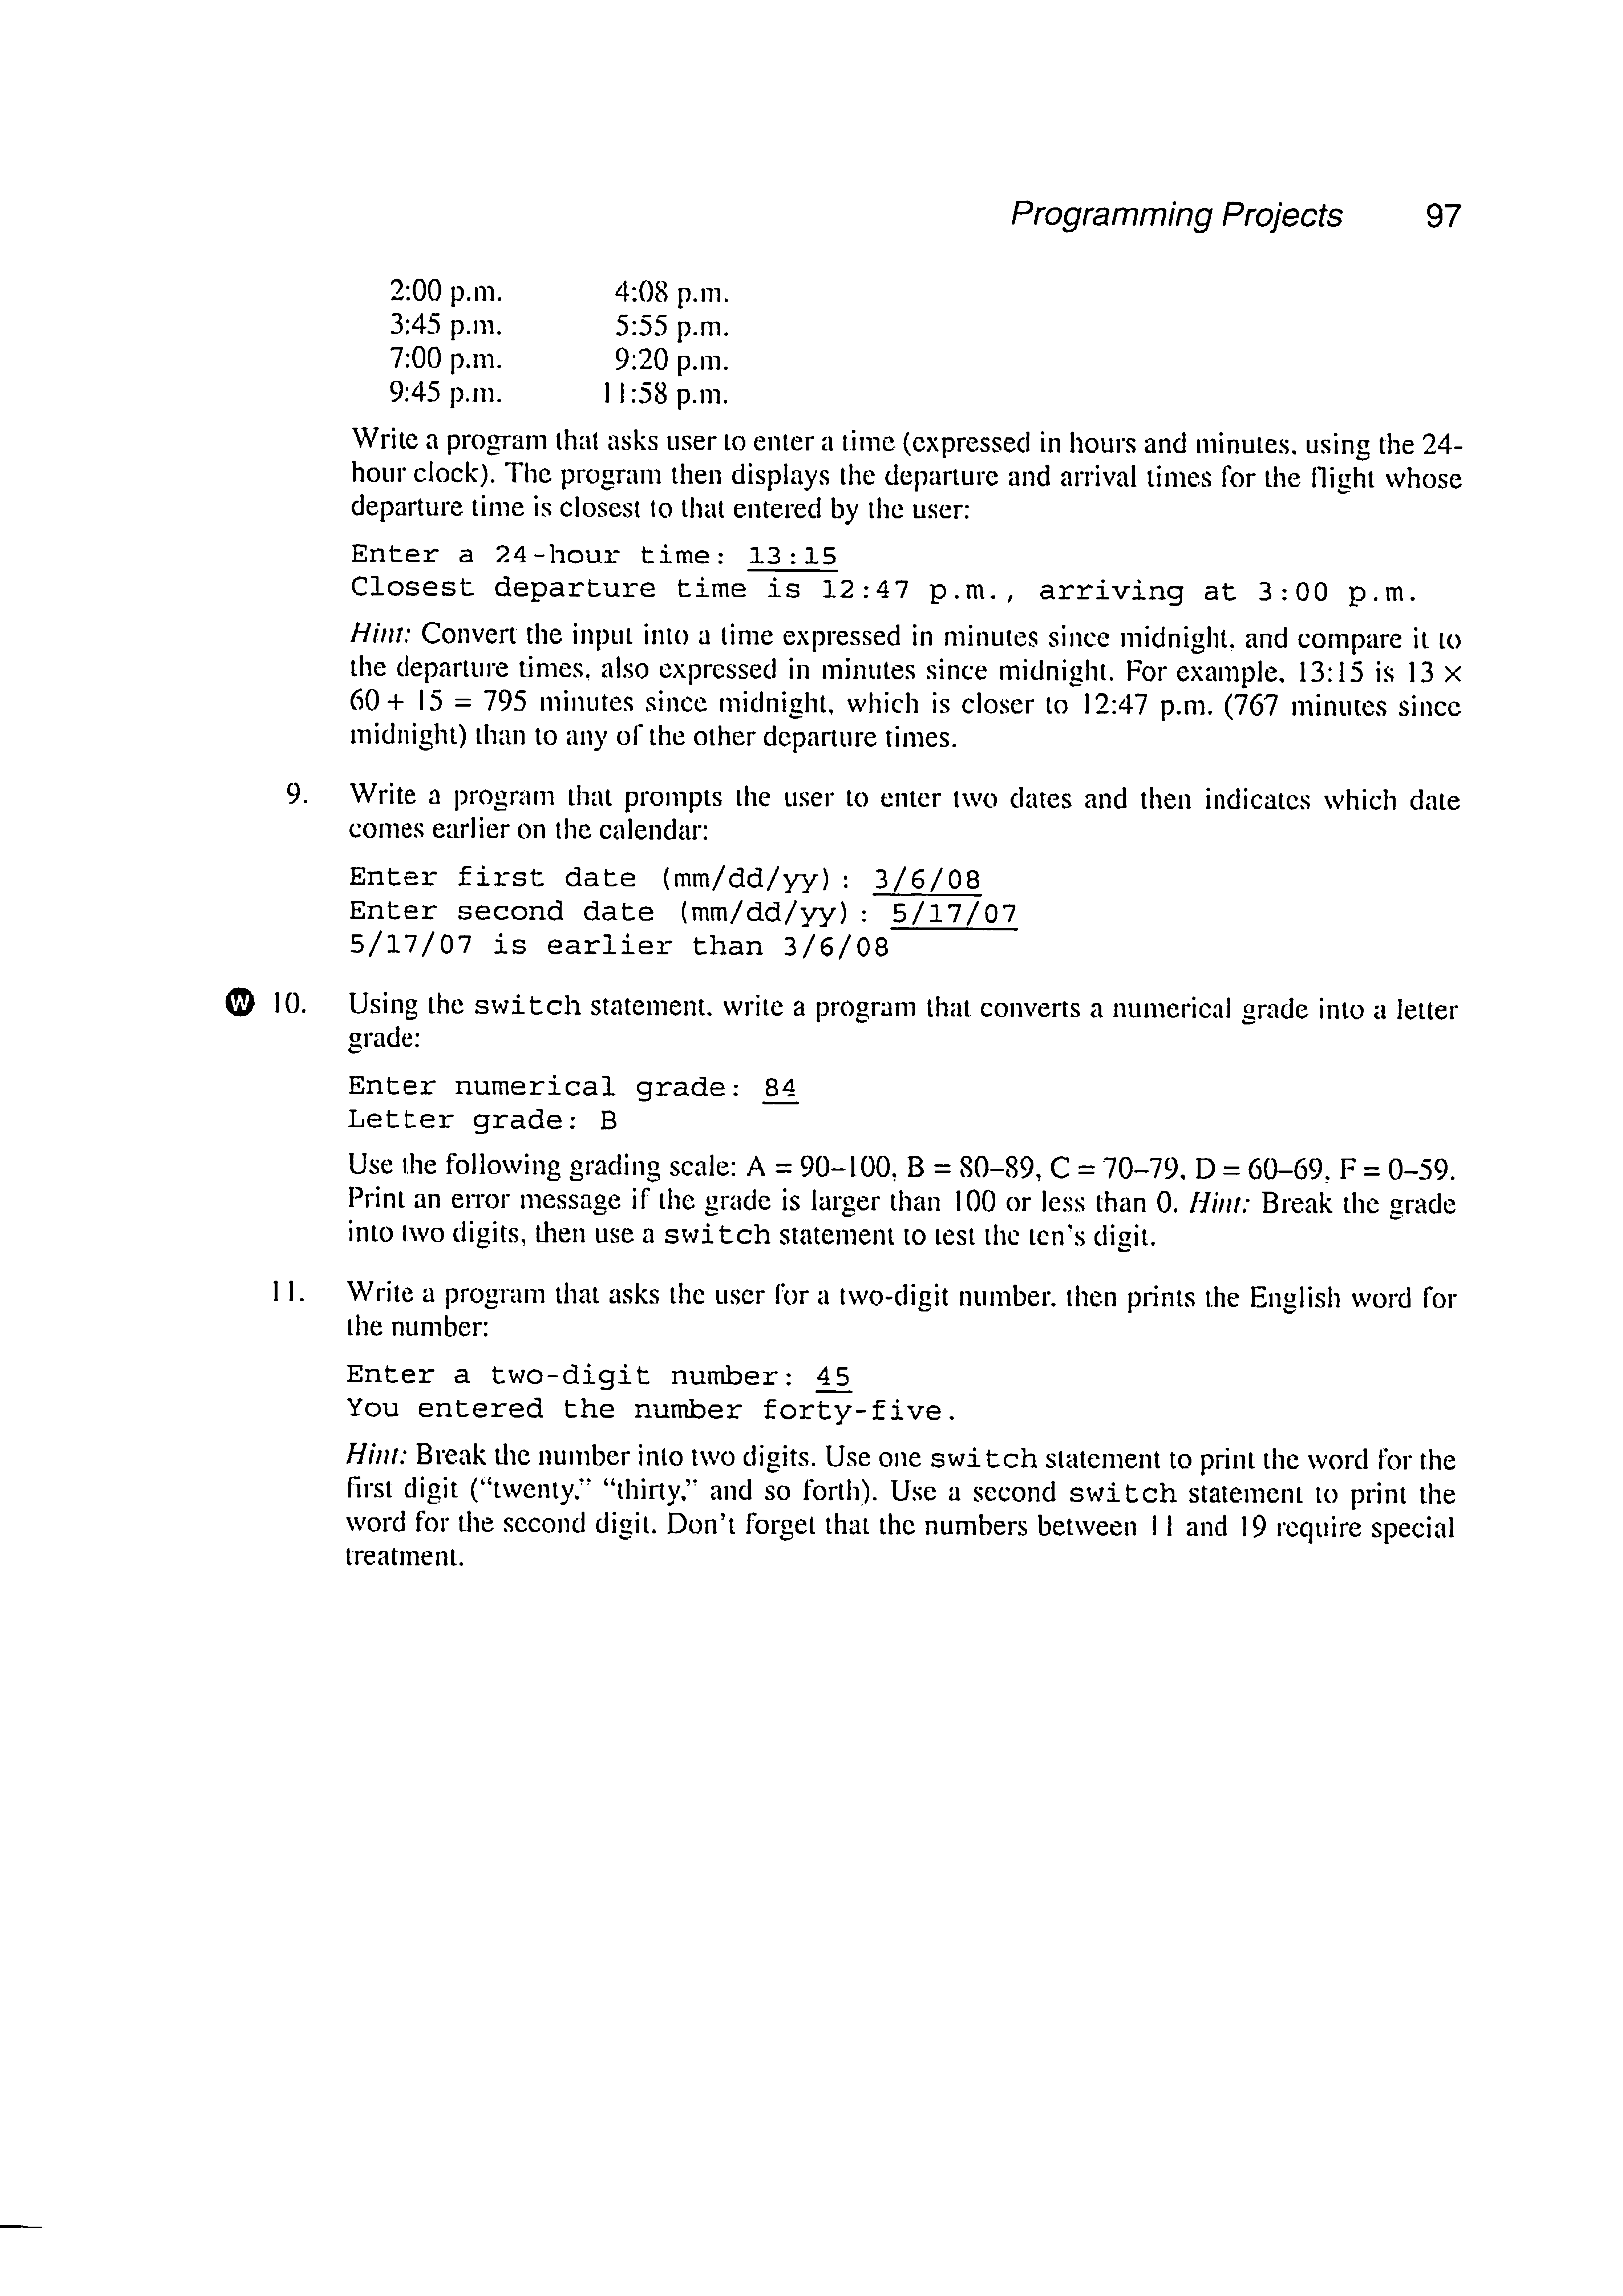 Programming Projects 97
2:00 p.m. 4:08 p.m.
3:45 p.m. 5:55 p.m.
7:00 p.m. 9:20 p.m.
9:45 p.m. 11:58 p.m.
Write a program that asks user to enter a time (expressed in hours and minutes, using the 24-
hour clock). The program then displays the departure and arrival times for the flight whose
departure time is closest to that entered by the user:
Enter a 24-hour time: 13:15
Closest departure time is 12:47 p.m., arriving at 3:00 p.m.
Hint: Convert the input into a time expressed in minutes since midnight, and compare it to
the departure times, also expressed in minutes since midnight. For example, 13:15 is 13 ×
60 + 15 = 795 minutes since midnight, which is closer to 12:47 p.m. (767 minutes since
midnight) than to any of the other departure times.
9. Write a program that prompts the user to enter two dates and then indicates which date
comes earlier on the calendar:
Enter first date (mm/dd/yy): 3/6/08
Enter second date (mm/dd/yy): 5/17/07
5/17/07 is earlier than 3/6/08
W 10. Using the switch statement, write a program that converts a numerical grade into a letter
grade:
Enter numerical grade: 84
Letter grade: B
Use the following grading scale: A = 90–100, B = 80–89, C = 70–79, D = 60–69, F = 0–59.
Print an error message if the grade is larger than 100 or less than 0. Hint: Break the grade
into two digits, then use a switch statement to test the ten's digit.
11. Write a program that asks the user for a two-digit number, then prints the English word for
the number:
Enter a two-digit number: 45
You entered the number forty-five.
Hint: Break the number into two digits. Use one switch statement to print the word for the
first digit (“twenty,” “thirty,” and so forth). Use a second switch statement to print the
word for the second digit. Don't forget that the numbers between 11 and 19 require special
treatment.